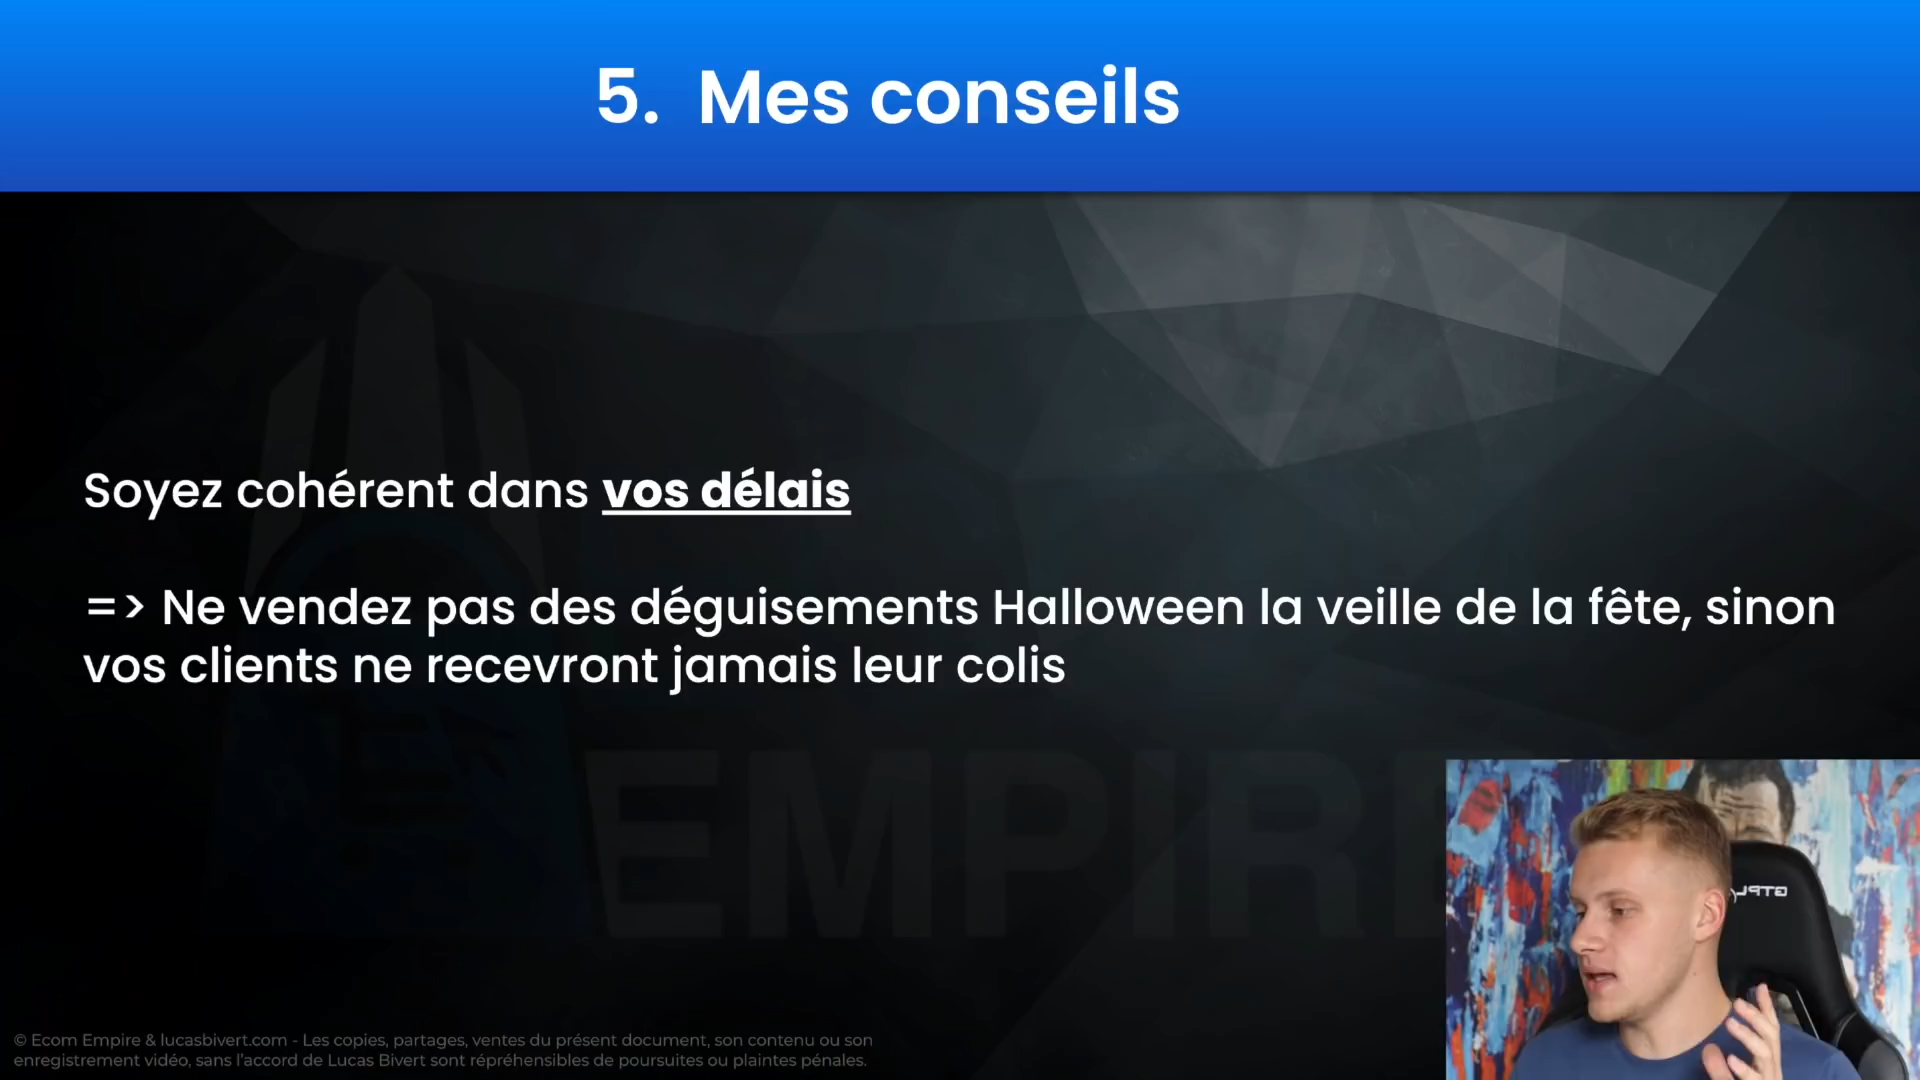 5. Mes conseils
Soyez cohérent dans vos délais
=> Ne vendez pas des déguisements Halloween la veille de la fête, sinon
vos clients ne recevront jamais leur colis
EMPIRE
GTPL
© Ecom Empire & lucasbivert.com - Les copies, partages, ventes du présent document, son contenu ou son
enregistrement vidéo, sans l'accord de Lucas Bivert sont répréhensibles de poursuites ou plaintes pénales.